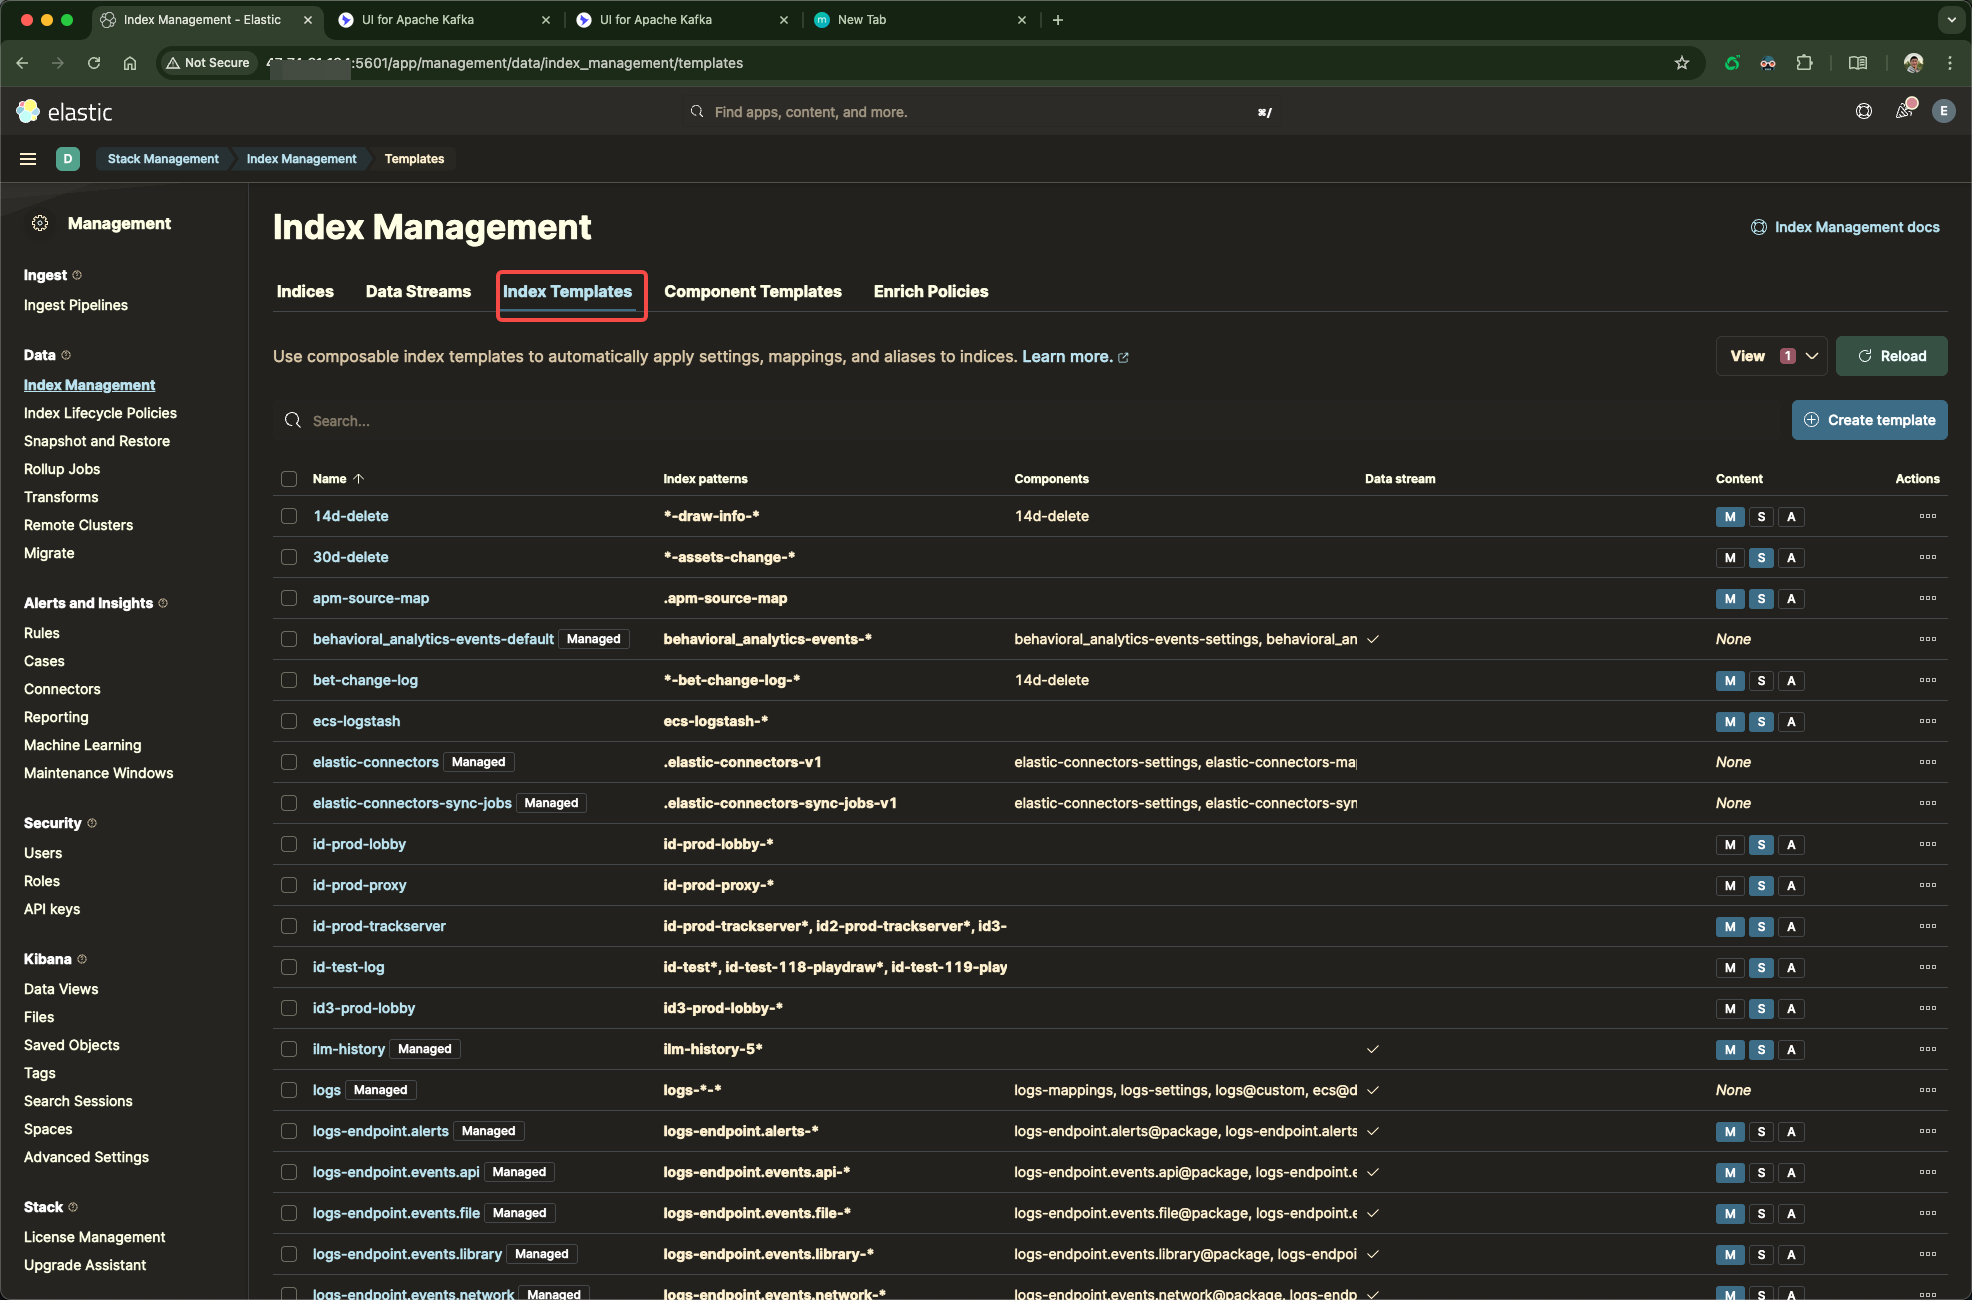 Index Management - Elastic
UI for Apache Kafka
UI for Apache Kafka
New Tab
Not Secure
:5601/app/management/data/index_management/templates
elastic
Find apps, content, and more.
⌘/
E
D
Stack Management
Index Management
Templates
Management
Ingest
Ingest Pipelines
Data
Index Management
Index Lifecycle Policies
Snapshot and Restore
Rollup Jobs
Transforms
Remote Clusters
Migrate
Alerts and Insights
Rules
Cases
Connectors
Reporting
Machine Learning
Maintenance Windows
Security
Users
Roles
API keys
Kibana
Data Views
Files
Saved Objects
Tags
Search Sessions
Spaces
Advanced Settings
Stack
License Management
Upgrade Assistant
Index Management
Index Management docs
Indices Data Streams Index Templates Component Templates Enrich Policies
Use composable index templates to automatically apply settings, mappings, and aliases to indices. Learn more.
View 1
Reload
Search...
Create template
Name Index patterns Components Data stream Content Actions
14d-delete *-draw-info-* 14d-delete M S A
30d-delete *-assets-change-* M S A
apm-source-map .apm-source-map M S A
behavioral_analytics-events-default Managed behavioral_analytics-events-* behavioral_analytics-events-settings, behavioral_an None
bet-change-log *-bet-change-log-* 14d-delete M S A
ecs-logstash ecs-logstash-* M S A
elastic-connectors Managed .elastic-connectors-v1 elastic-connectors-settings, elastic-connectors-ma None
elastic-connectors-sync-jobs Managed .elastic-connectors-sync-jobs-v1 elastic-connectors-settings, elastic-connectors-syn None
id-prod-lobby id-prod-lobby-* M S A
id-prod-proxy id-prod-proxy-* M S A
id-prod-trackserver id-prod-trackserver*, id2-prod-trackserver*, id3- M S A
id-test-log id-test*, id-test-118-playdraw*, id-test-119-play M S A
id3-prod-lobby id3-prod-lobby-* M S A
ilm-history Managed ilm-history-5* M S A
logs Managed logs-*-* logs-mappings, logs-settings, logs@custom, ecs@d None
logs-endpoint.alerts Managed logs-endpoint.alerts-* logs-endpoint.alerts@package, logs-endpoint.alerts M S A
logs-endpoint.events.api Managed logs-endpoint.events.api-* logs-endpoint.events.api@package, logs-endpoint.e M S A
logs-endpoint.events.file Managed logs-endpoint.events.file-* logs-endpoint.events.file@package, logs-endpoint.e M S A
logs-endpoint.events.library Managed logs-endpoint.events.library-* logs-endpoint.events.library@package, logs-endpoi M S A
logs-endpoint.events.network Managed logs-endpoint.events.network-* logs-endpoint.events.network@package, logs-endp M S A